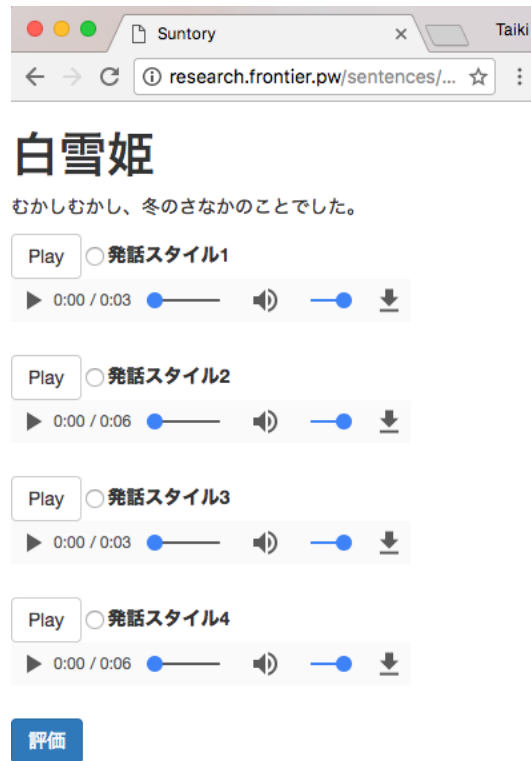 Suntory
Taiki
research.frontier.pw/sentences/...
白雪姫
むかしむかし、冬のさなかのことでした。
Play 発話スタイル1
0:00 / 0:03
Play 発話スタイル2
0:00 / 0:06
Play 発話スタイル3
0:00 / 0:03
Play 発話スタイル4
0:00 / 0:06
評価